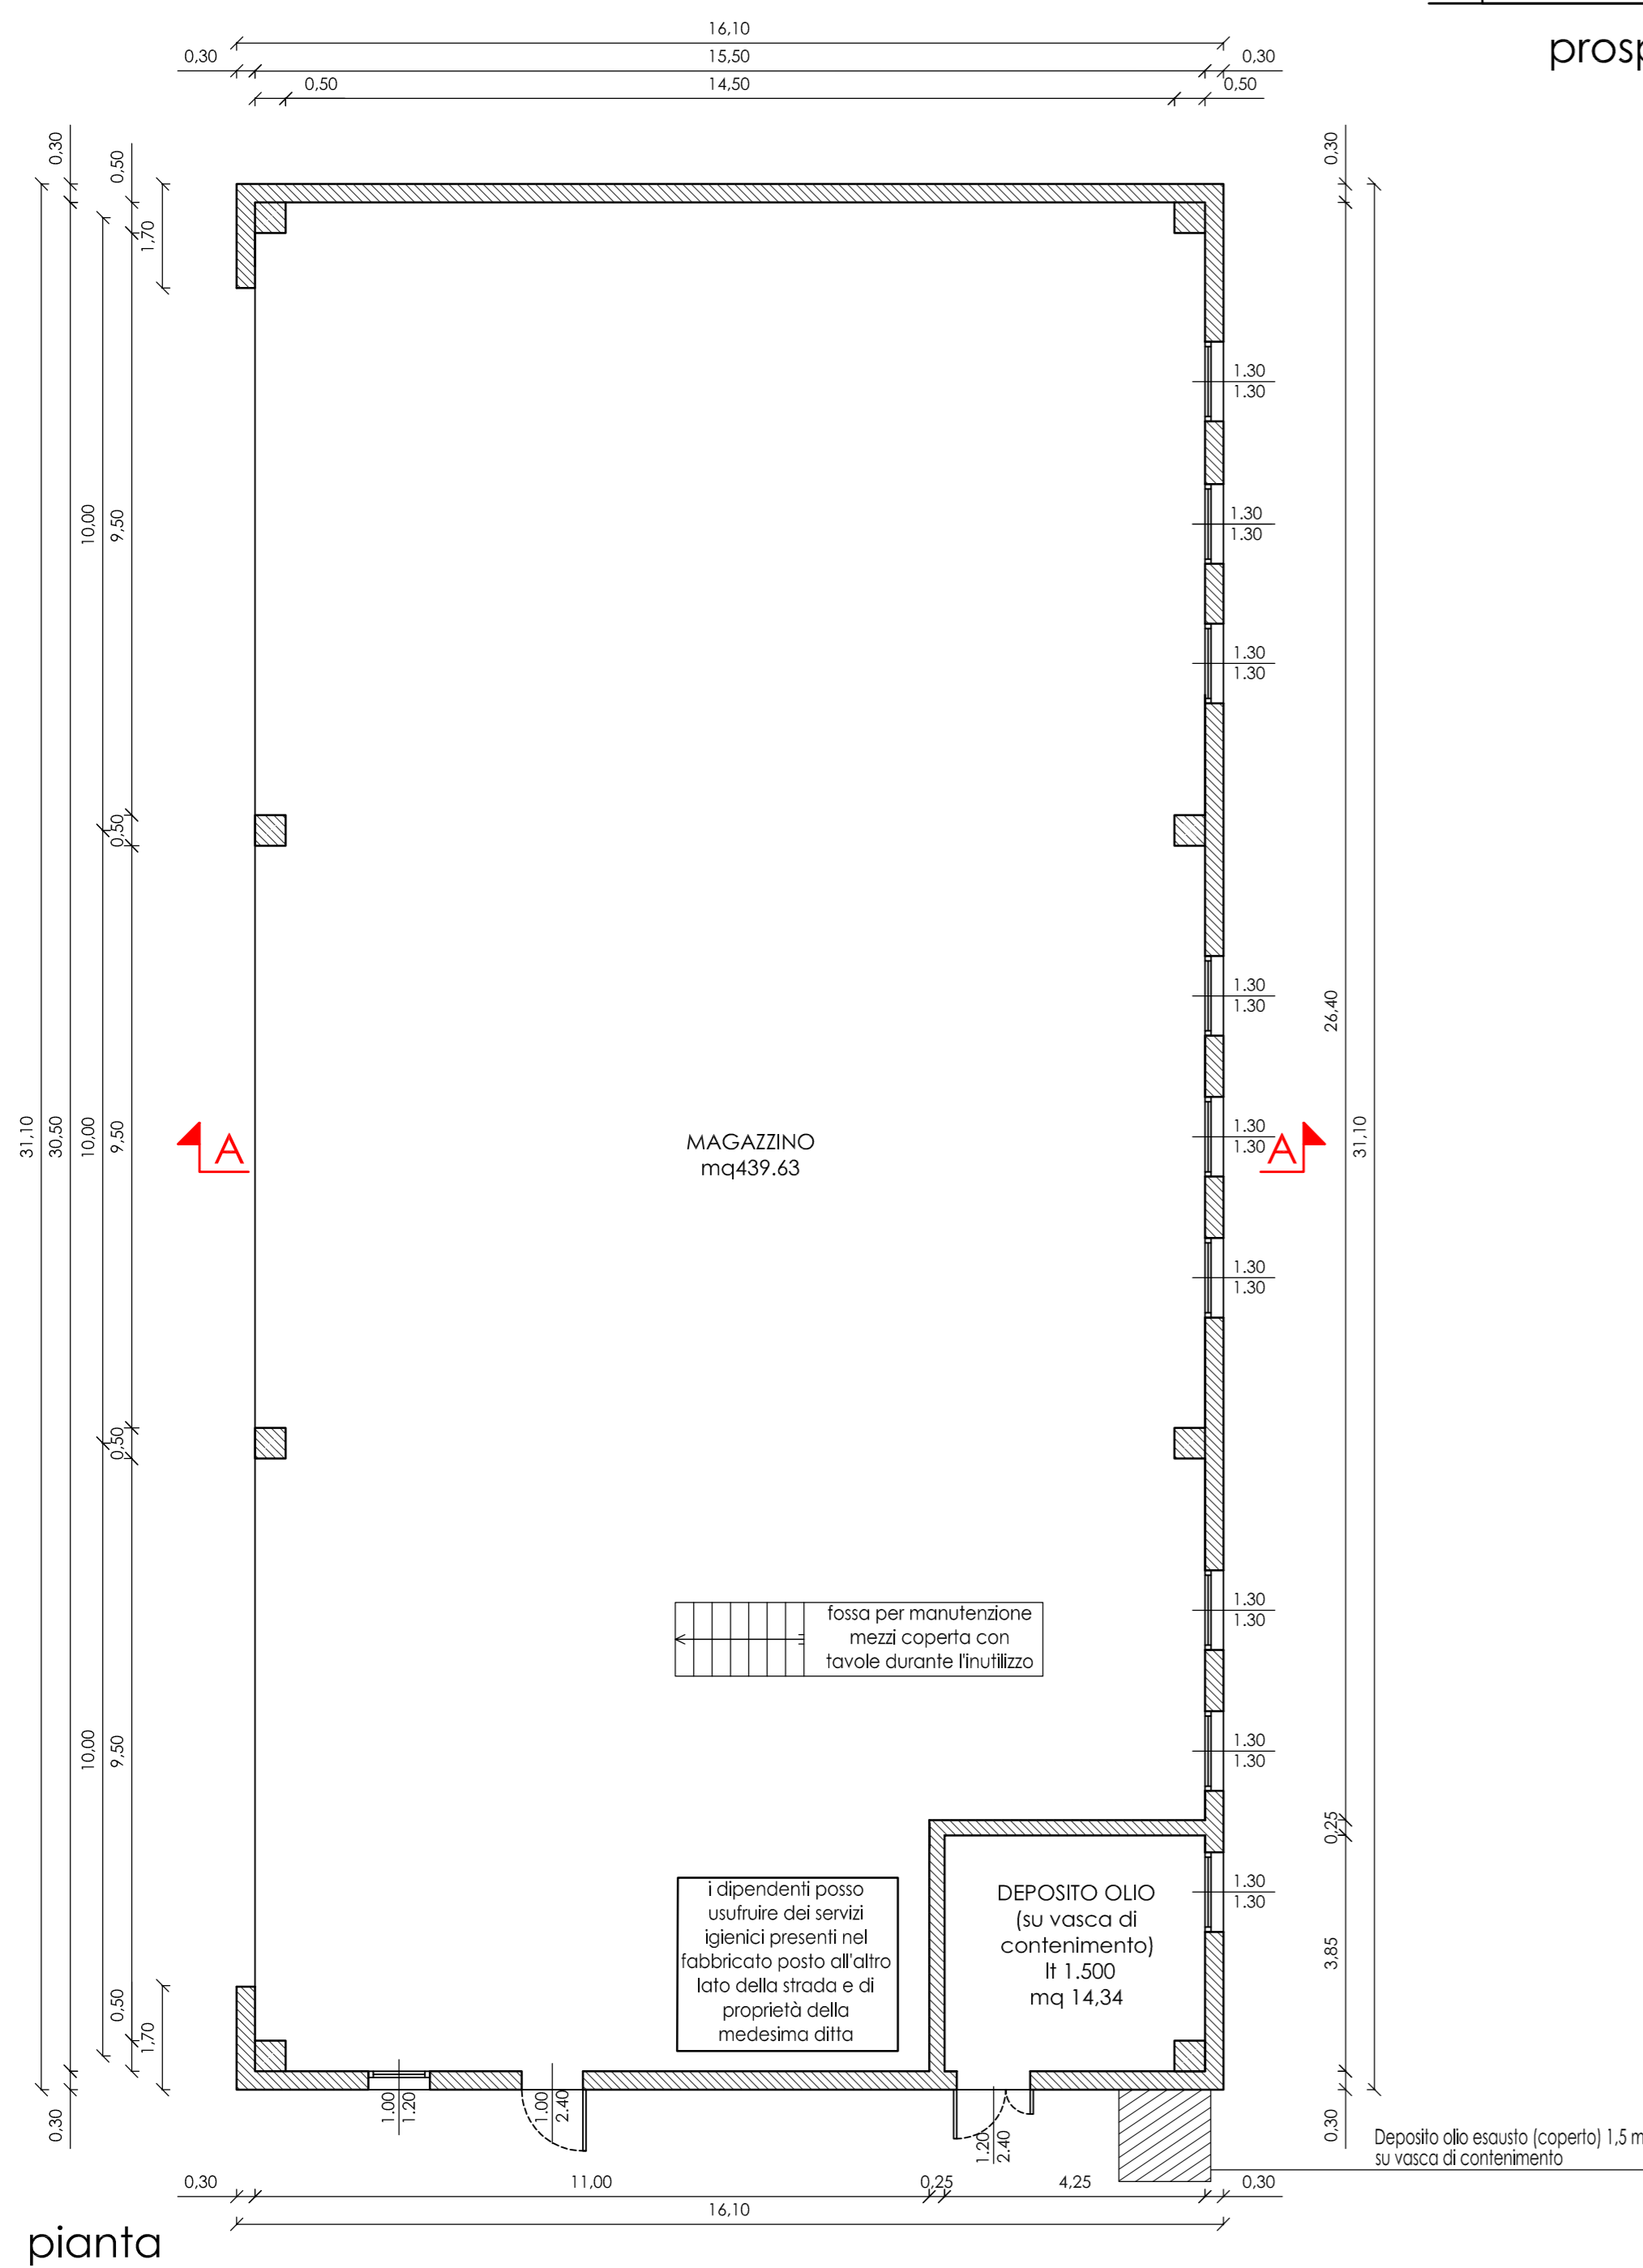 prosp
16,10
0,30
15,50
0,30
0,50
14,50
0,50
0,30
0,50
1,70
0,30
1.30
1.30
10,00
9,50
1.30
1.30
1.30
1.30
0,50
1.30
1.30
26,40
31,10
30,50
10,00
9,50
A
MAGAZZINO
mq439.63
1.30
1.30
A
31,10
1.30
1.30
0,50
fossa per manutenzione
mezzi coperta con
tavole durante l'inutilizzo
1.30
1.30
10,00
9,50
1.30
1.30
0,25
i dipendenti posso
usufruire dei servizi
igienici presenti nel
fabbricato posto all'altro
lato della strada e di
proprietà della
medesima ditta
DEPOSITO OLIO
(su vasca di
contenimento)
lt 1.500
mq 14,34
1.30
1.30
3,85
0,50
1,70
0,30
1.00
1.20
1.00
2.40
1.20
2.40
0,30
Deposito olio esausto (coperto) 1,5 m
su vasca di contenimento
0,30
11,00
0,25
4,25
0,30
16,10
pianta